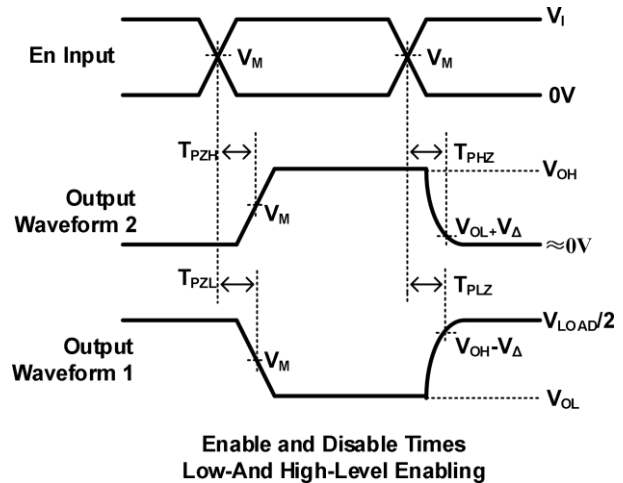 V_I
En Input
V_M
V_M
0V
T_PZH
T_PHZ
V_OH
Output
Waveform 2
V_M
V_OL+V_Δ
≈0V
T_PZL
T_PLZ
V_LOAD/2
Output
Waveform 1
V_M
V_OH-V_Δ
V_OL
Enable and Disable Times
Low-And High-Level Enabling